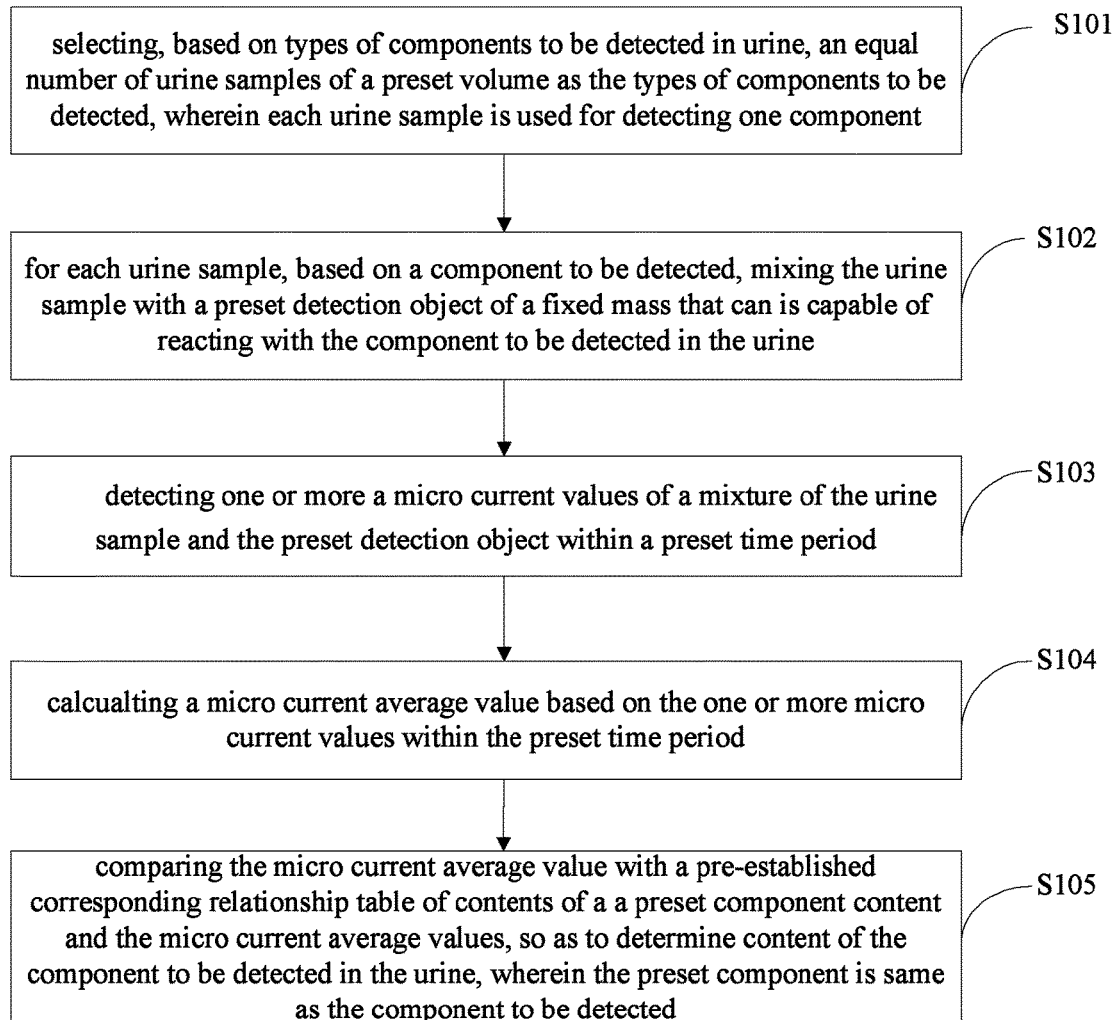 selecting, based on types of components to be detected in urine, an equal
number of urine samples of a preset volume as the types of components to be
detected, wherein each urine sample is used for detecting one component
S101
for each urine sample, based on a component to be detected, mixing the urine
sample with a preset detection object of a fixed mass that can is capable of
reacting with the component to be detected in the urine
S102
detecting one or more a micro current values of a mixture of the urine
sample and the preset detection object within a preset time period
S103
calcualting a micro current average value based on the one or more micro
current values within the preset time period
S104
comparing the micro current average value with a pre-established
corresponding relationship table of contents of a a preset component content
and the micro current average values, so as to determine content of the
component to be detected in the urine, wherein the preset component is same
as the component to be detected
S105